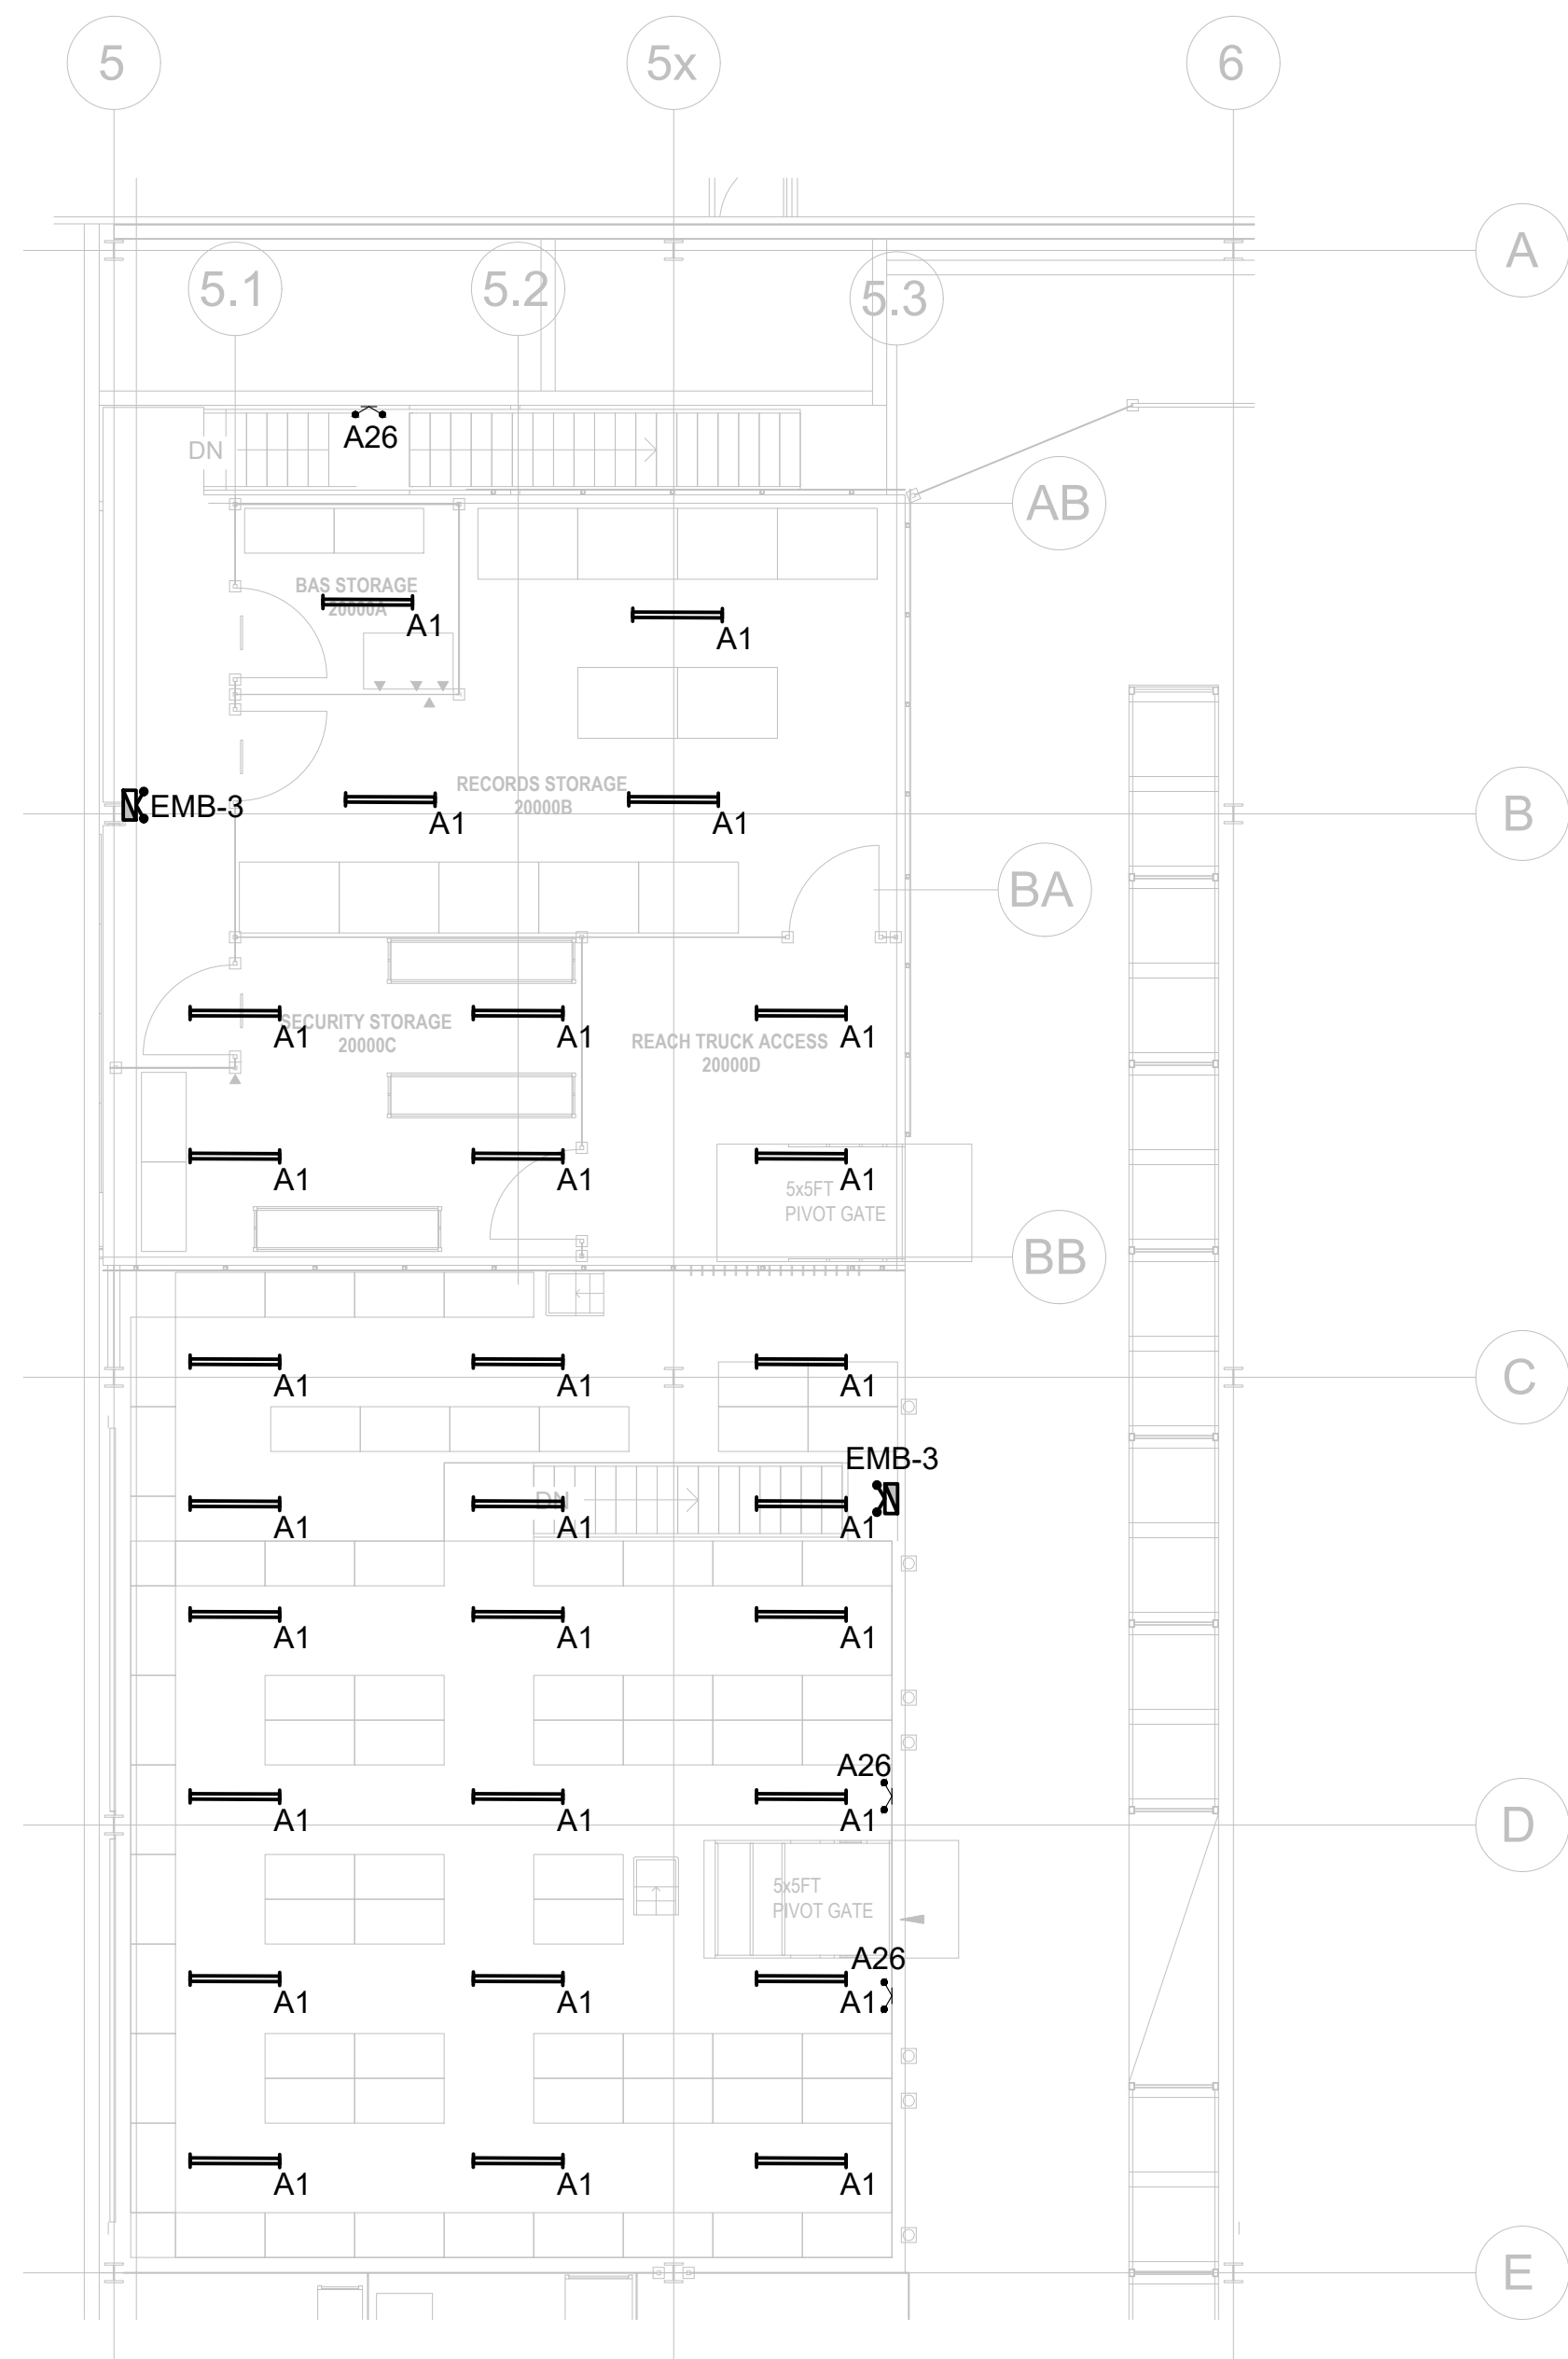 5
5x
6
A
5.1
5.2
5.3
A26
DN
AB
BAS STORAGE
20000A
A1
A1
RECORDS STORAGE
20000B
EMB-3
A1
A1
B
BA
SECURITY STORAGE
20000C
A1
A1
REACH TRUCK ACCESS
20000D
A1
A1
A1
A1
5x5FT
PIVOT GATE
BB
A1
A1
A1
C
EMB-3
DN
A1
A1
A1
A1
A1
A1
A26
A1
A1
A1
D
5x5FT
PIVOT GATE
A26
A1
A1
A1
A1
A1
A1
E